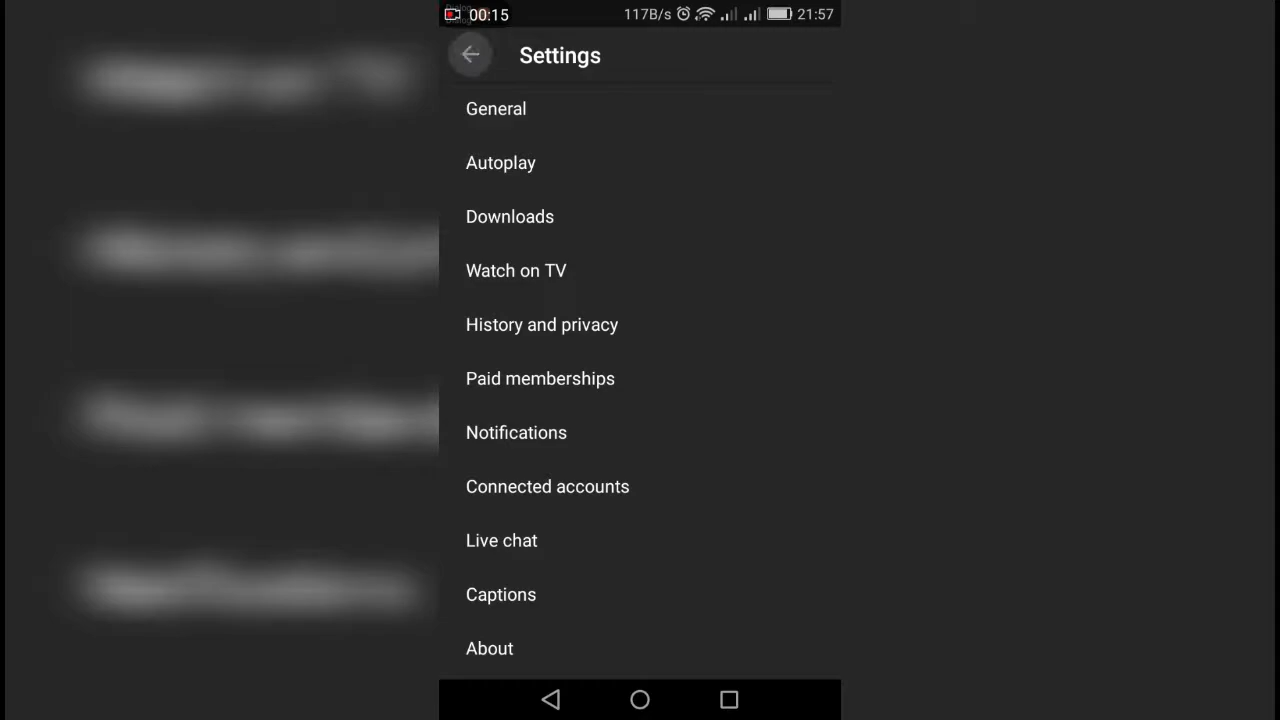 00:15 117B/s 21:57
Settings
General
Autoplay
Downloads
Watch on TV
History and privacy
Paid memberships
Notifications
Connected accounts
Live chat
Captions
About